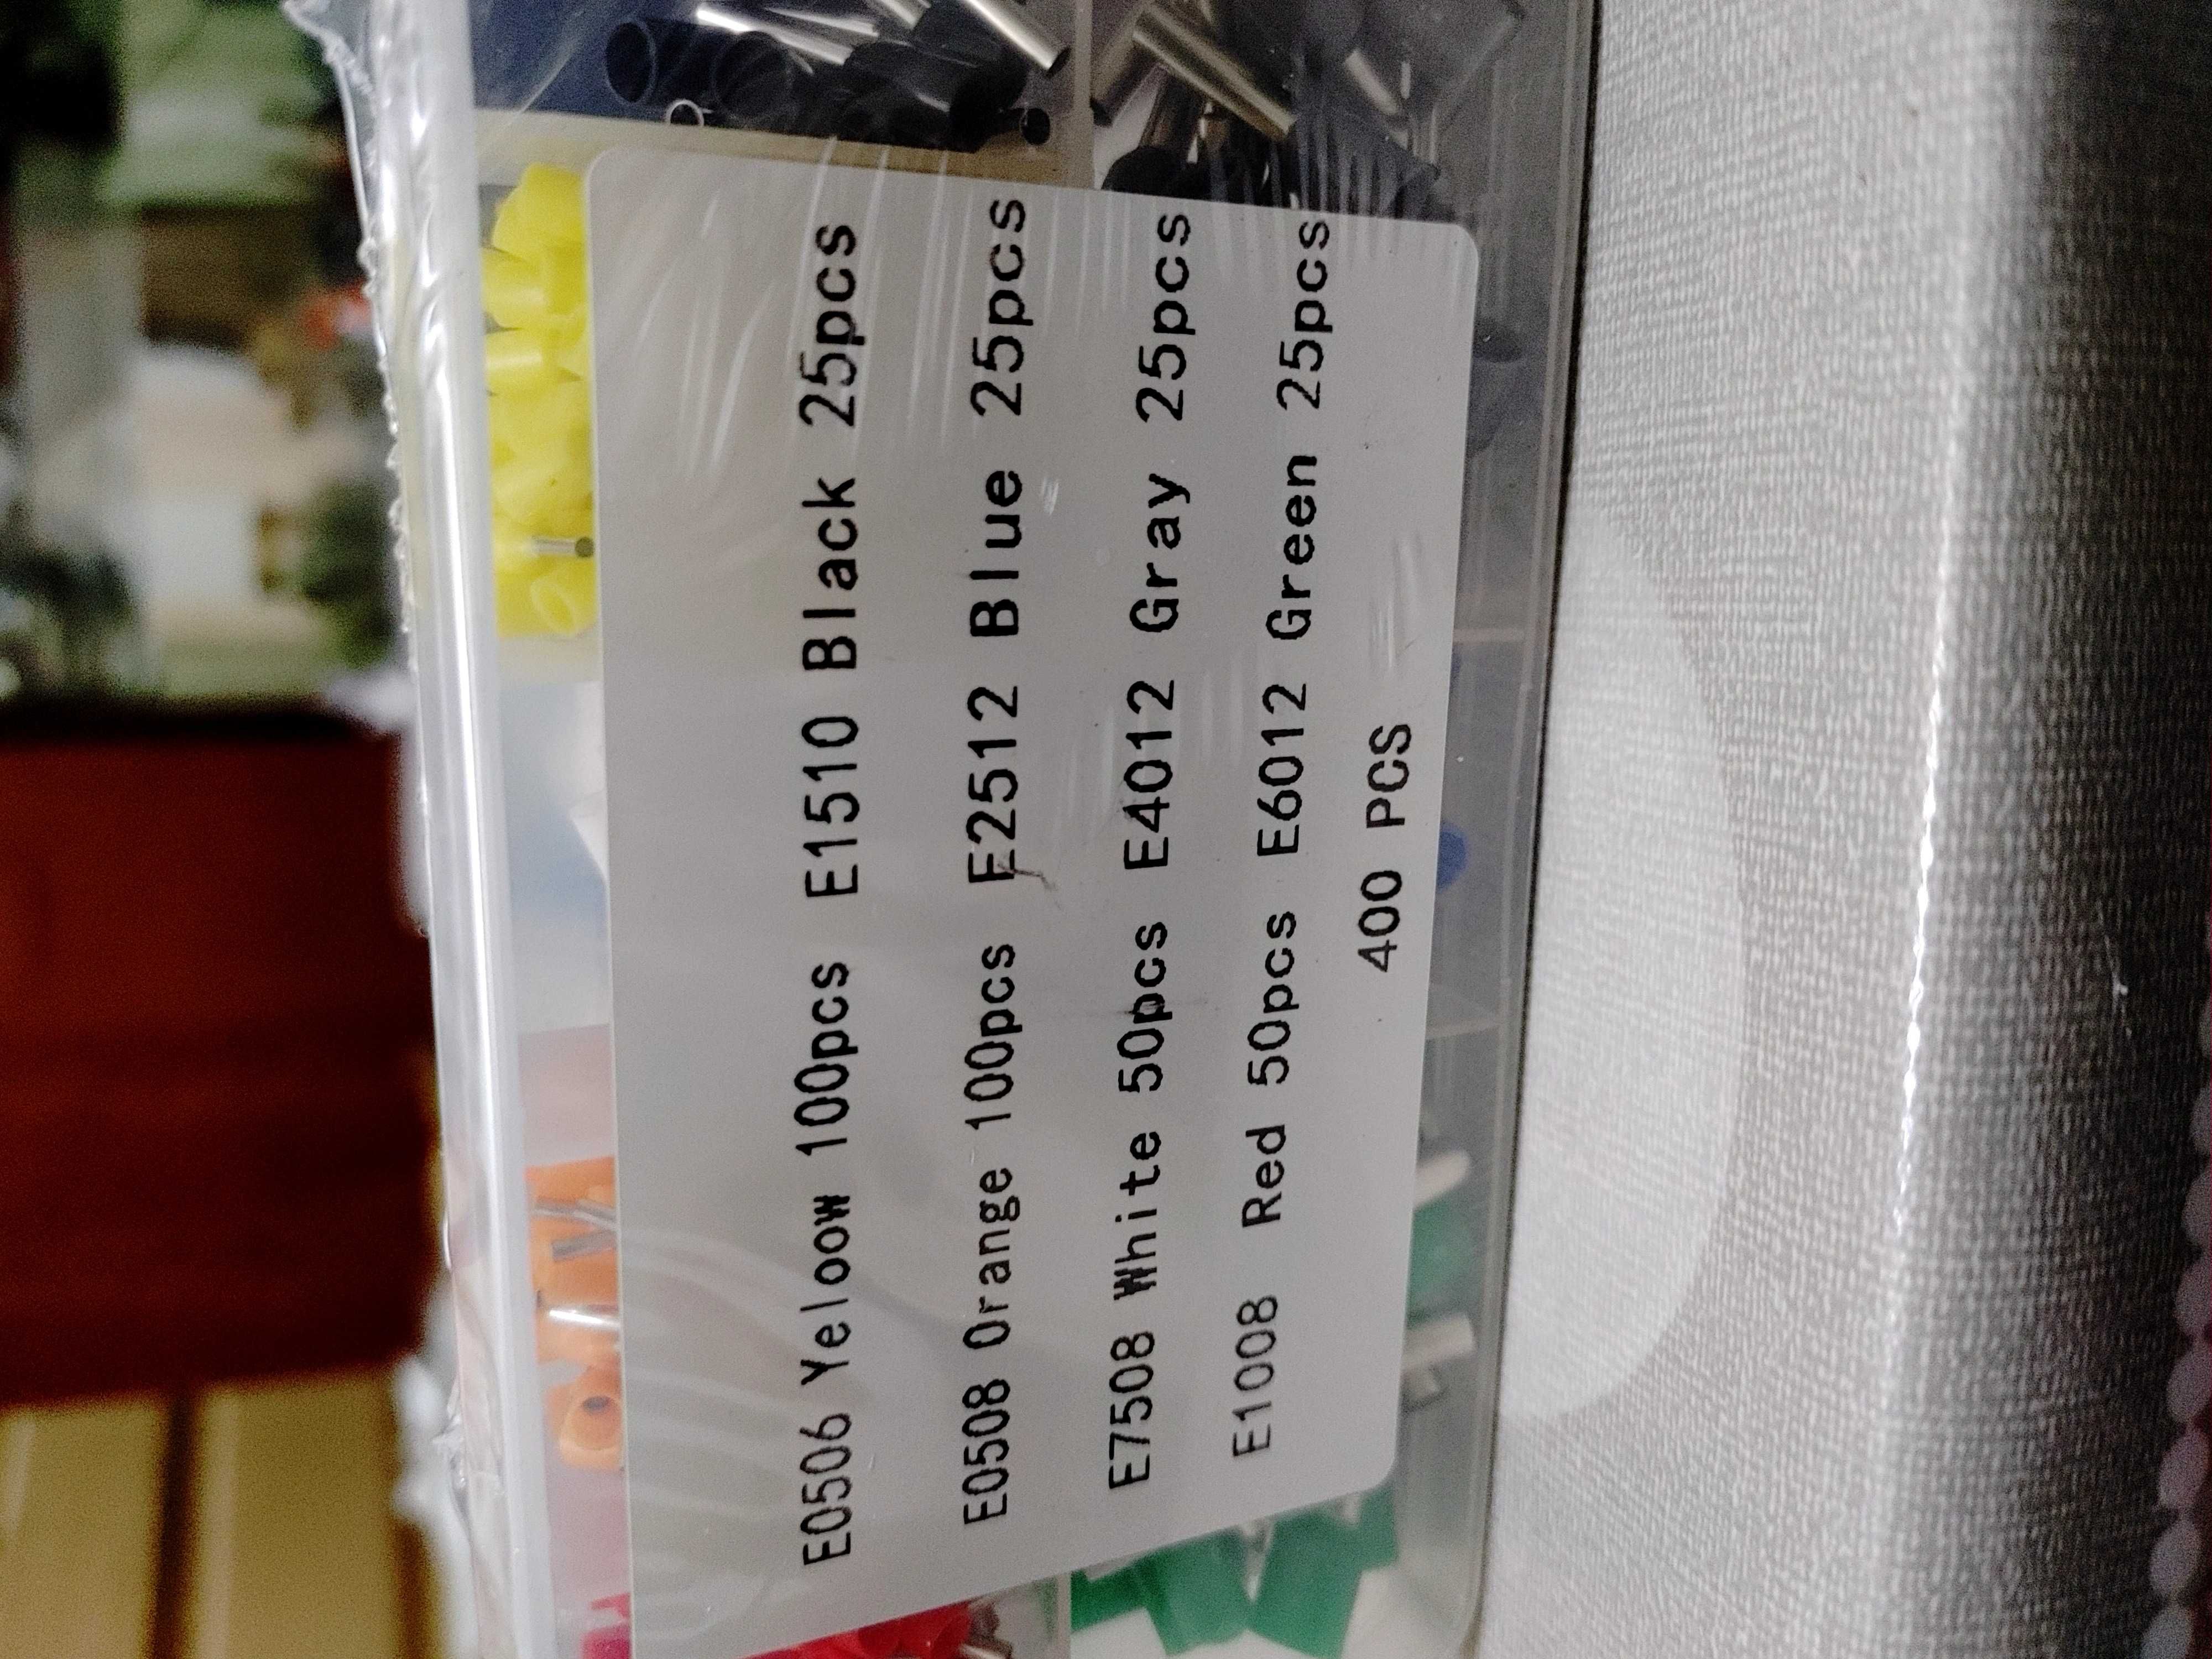 E0506 Yeloow 100pcs E1510 Black 25pcs
E0508 Orange 100pcs E2512 Blue 25pcs
E7508 White 50pcs E4012 Gray 25pcs
E1008 Red 50pcs E6012 Green 25pcs
400 PCS